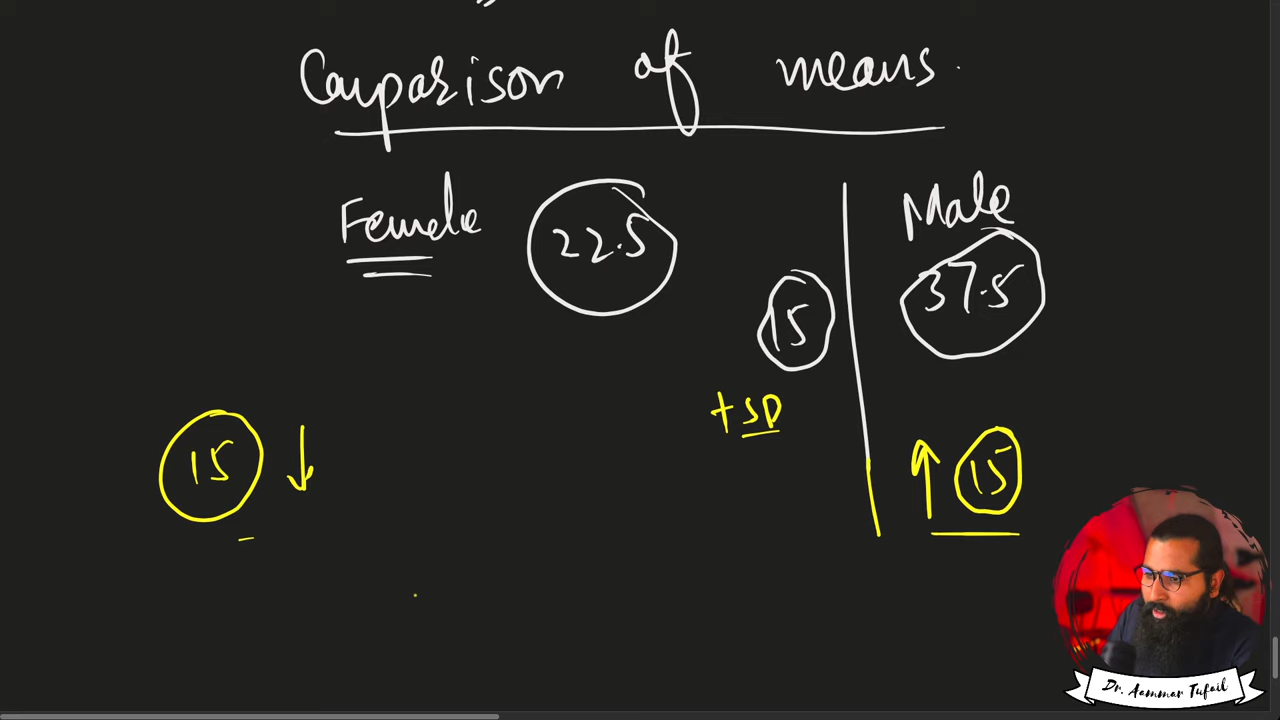 Comparison of means.
Female 22.5
Male
37.5
15
+SD
15 ↓
↑ 15
Dr. Aammar Tufail